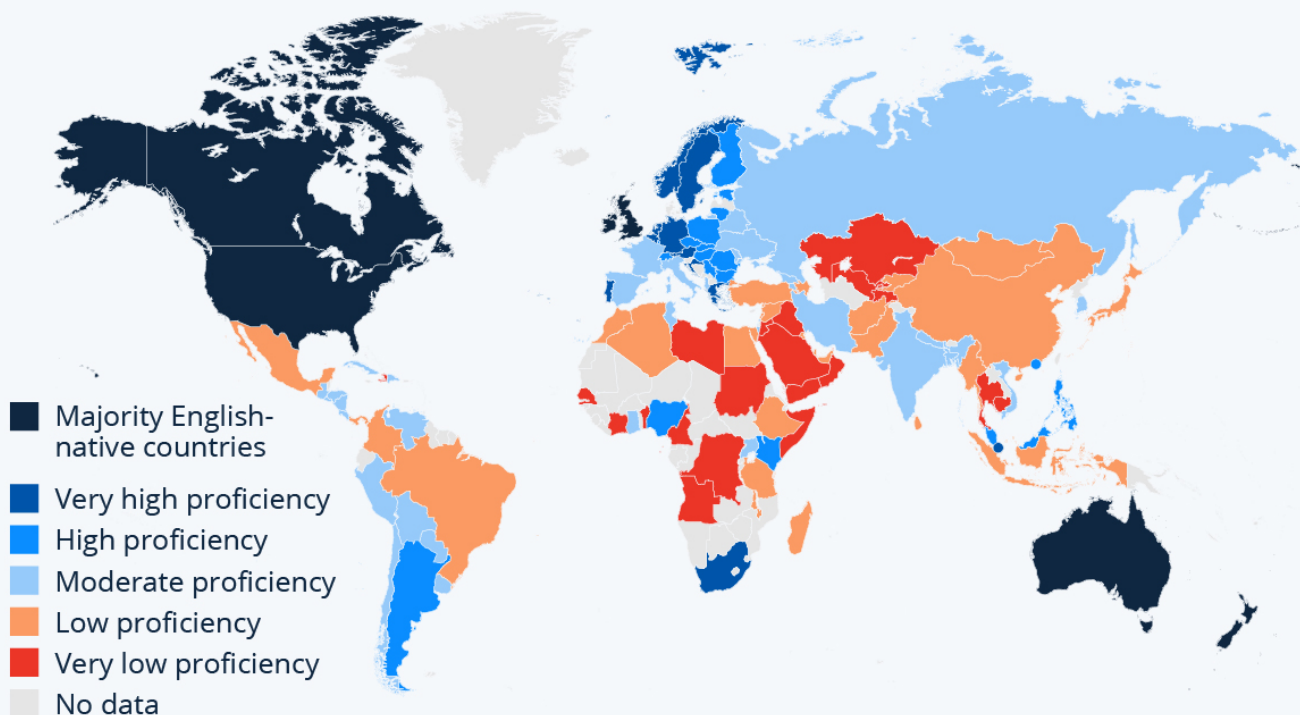 Majority English-
native countries
Very high proficiency
High proficiency
Moderate proficiency
Low proficiency
Very low proficiency
No data